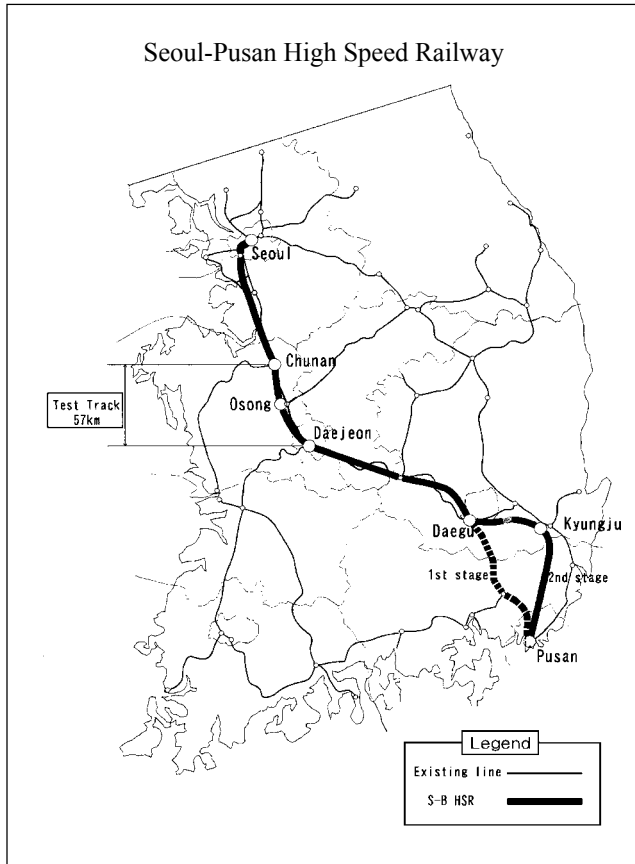 Seoul-Pusan High Speed Railway
Seoul
Chunan
Test Track
57km
Osong
Daejeon
Daegu
Kyungju
1st stage
2nd stage
Pusan
Legend
Existing line
S-B HSR